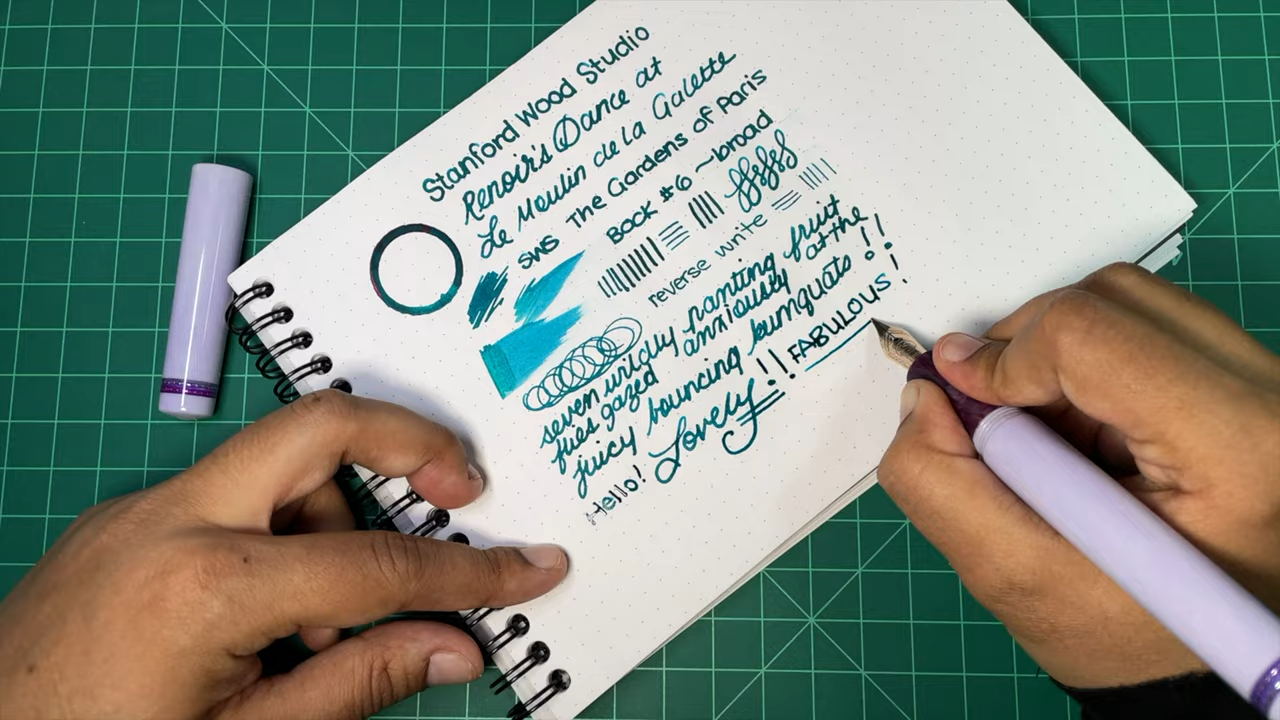 Stanford Wood Studio
Renoir's Dance at
Le Moulin de La Galette
SWS The Gardens of Paris
BOCK #6 ~broad
reverse write
seven wildly panting fruit
flies gazed anxiously at the
juicy bouncing kumquats!!
Hello! Lovely!! FABULOUS!